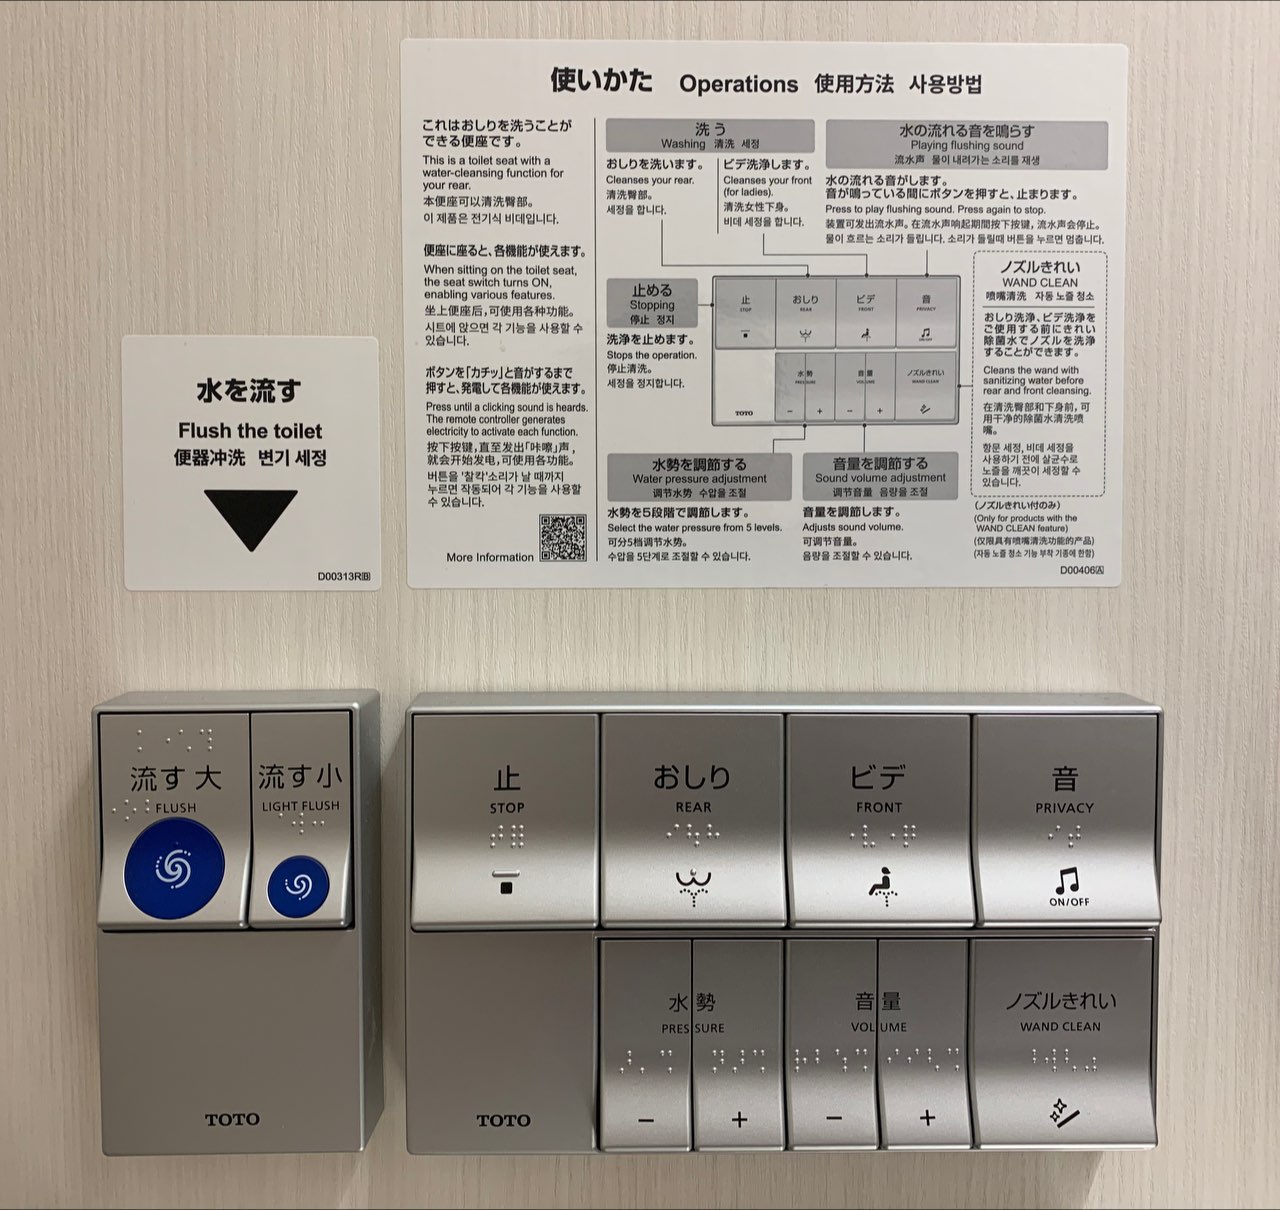 使いかた Operations 使用方法 사용방법
これはおしりを洗うことが
できる便座です。
This is a toilet seat with a
water-cleansing function for
your rear.
本便座可以清洗臀部。
이 제품은 전기식 비데입니다.
便座に座ると、各機能が使えます。
When sitting on the toilet seat,
the seat switch turns ON,
enabling various features.
坐上便座后，可使用各种功能。
시트에 앉으면 각 기능을 사용할 수
있습니다.
ボタンを「カチッ」と音がするまで
押すと、発電して各機能が使えます。
Press until a clicking sound is heards.
The remote controller generates
electricity to activate each function.
按下按键，直至发出「咔嚓」声，
就会开始发电，可使用各功能。
버튼을 '찰칵'소리가 날 때까지
누르면 작동되어 각 기능을 사용할
수 있습니다.
More Information
洗う
Washing 清洗 세정
おしりを洗います。
Cleanses your rear.
清洗臀部。
세정을 합니다.
ビデ洗浄します。
Cleanses your front
(for ladies).
清洗女性下身。
비데 세정을 합니다.
水の流れる音を鳴らす
Playing flushing sound
流水声 물이 내려가는 소리를 재생
水の流れる音がします。
音が鳴っている間にボタンを押すと、止まります。
Press to play flushing sound. Press again to stop.
装置可发出流水声。在流水声响起期间按下按键，流水声会停止。
물이 흐르는 소리가 들립니다. 소리가 들릴때 버튼을 누르면 멈춥니다.
止める
Stopping
停止 정지
洗浄を止めます。
Stops the operation.
停止清洗。
세정을 정지합니다.
止 おしり ビデ 音
STOP REAR FRONT PRIVACY
ON/OFF
水勢 音量 ノズルきれい
PRESSURE VOLUME WAND CLEAN
− + − +
TOTO
ノズルきれい
WAND CLEAN
喷嘴清洗 자동 노즐 청소
おしり洗浄、ビデ洗浄を
ご使用する前にきれい
除菌水でノズルを洗浄
することができます。
Cleans the wand with
sanitizing water before
rear and front cleansing.
在清洗臀部和下身前，可
用干净的除菌水清洗喷
嘴。
항문 세정, 비데 세정을
사용하기 전에 살균수로
노즐을 깨끗이 세정할 수
있습니다.
(ノズルきれい付のみ)
(Only for products with the
WAND CLEAN feature)
(仅限具有喷嘴清洗功能的产品)
(자동 노즐 청소 기능 부착 기종에 한함)
水勢を調節する
Water pressure adjustment
调节水势 수압을 조절
水勢を5段階で調節します。
Select the water pressure from 5 levels.
可分5档调节水势。
수압을 5단계로 조절할 수 있습니다.
音量を調節する
Sound volume adjustment
调节音量 음량을 조절
音量を調節します。
Adjusts sound volume.
可调节音量。
음량을 조절할 수 있습니다.
D00406A
水を流す
Flush the toilet
便器冲洗 변기 세정
D00313RB
流す大
FLUSH
流す小
LIGHT FLUSH
TOTO
止
STOP
おしり
REAR
ビデ
FRONT
音
PRIVACY
ON/OFF
水勢
PRESSURE
− +
音量
VOLUME
− +
ノズルきれい
WAND CLEAN
TOTO